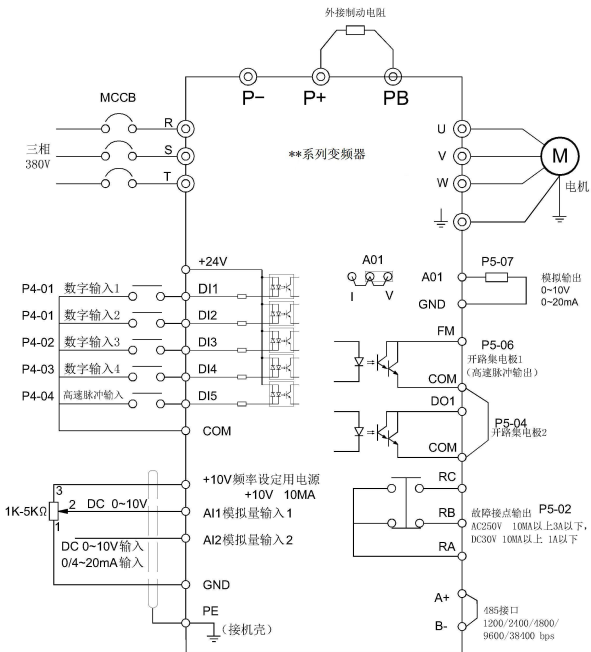 外接制动电阻
P-
P+
PB
MCCB
R
S
T
三相
380V
**系列变频器
U
V
W
M
电机
+24V
P4-01 数字输入1 DI1
P4-01 数字输入2 DI2
P4-02 数字输入3 DI3
P4-03 数字输入4 DI4
P4-04 高速脉冲输入 DI5
COM
A01
I V
A01
P5-07
模拟输出
0~10V
0~20mA
GND
FM
P5-06
开路集电极1
（高速脉冲输出）
COM
DO1
P5-04
开路集电极2
COM
+10V频率设定用电源
+10V 10MA
3
2
1
1K-5KΩ
DC 0~10V
AI1模拟量输入1
AI2模拟量输入2
DC 0~10V输入
0/4~20mA输入
GND
PE
（接机壳）
RC
RB
RA
故障接点输出 P5-02
AC250V 10MA以上3A以下，
DC30V 10MA以上 1A以下
A+
B-
485接口
1200/2400/4800/
9600/38400 bps